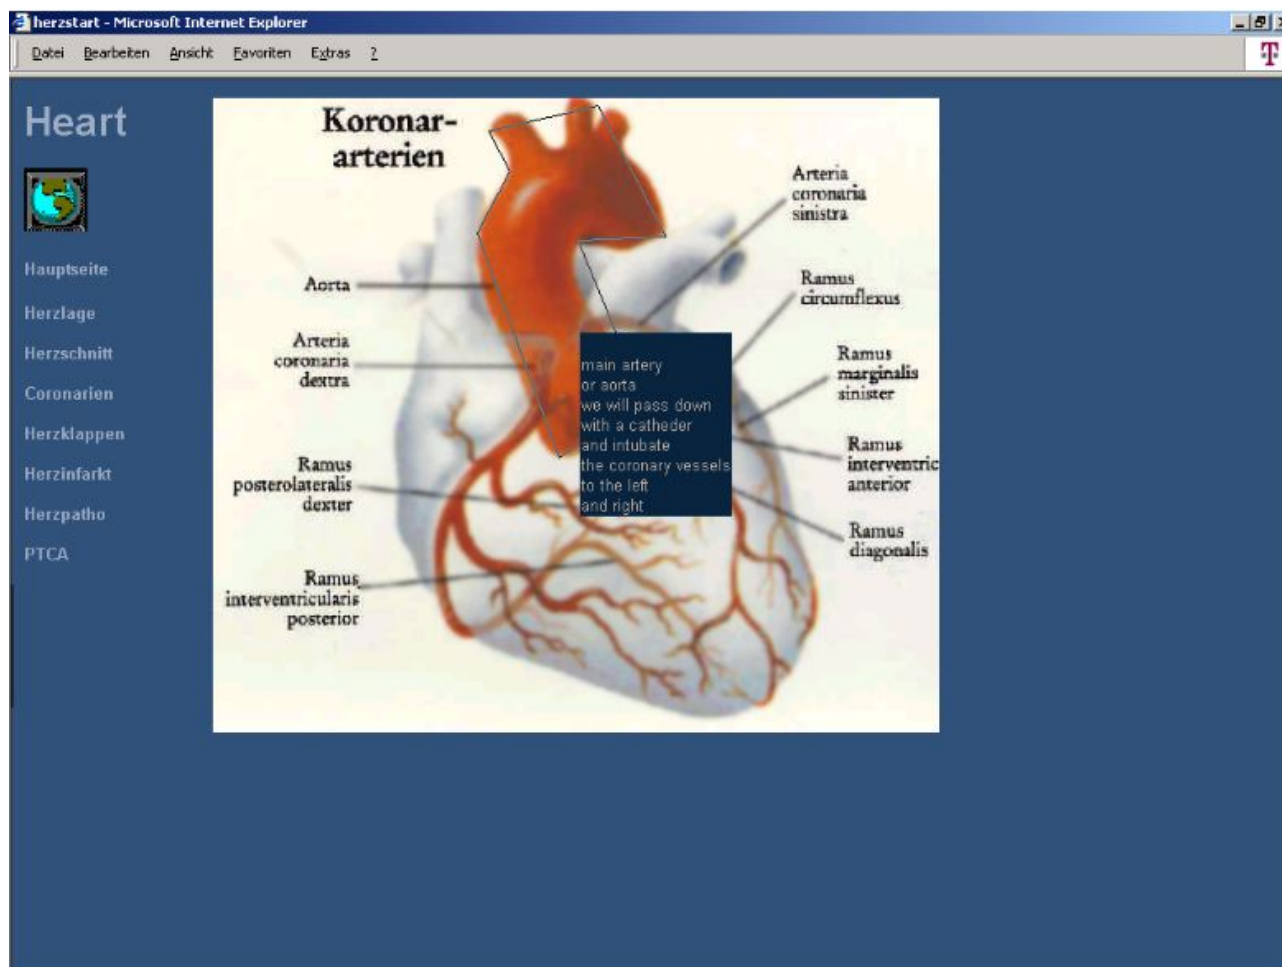 herzstart - Microsoft Internet Explorer
Datei Bearbeiten Ansicht Favoriten Extras ?
T
Heart
Hauptseite
Herzlage
Herzschnitt
Coronarien
Herzklappen
Herzinfarkt
Herzpatho
PTCA
Koronar-
arterien
Aorta
Arteria
coronaria
dextra
Ramus
posterolateralis
dexter
Ramus
interventricularis
posterior
main artery
or aorta
we will pass down
with a catheder
and intubate
the coronary vessels
to the left
and right
Arteria
coronaria
sinistra
Ramus
circumflexus
Ramus
marginalis
sinister
Ramus
interventric
anterior
Ramus
diagonalis